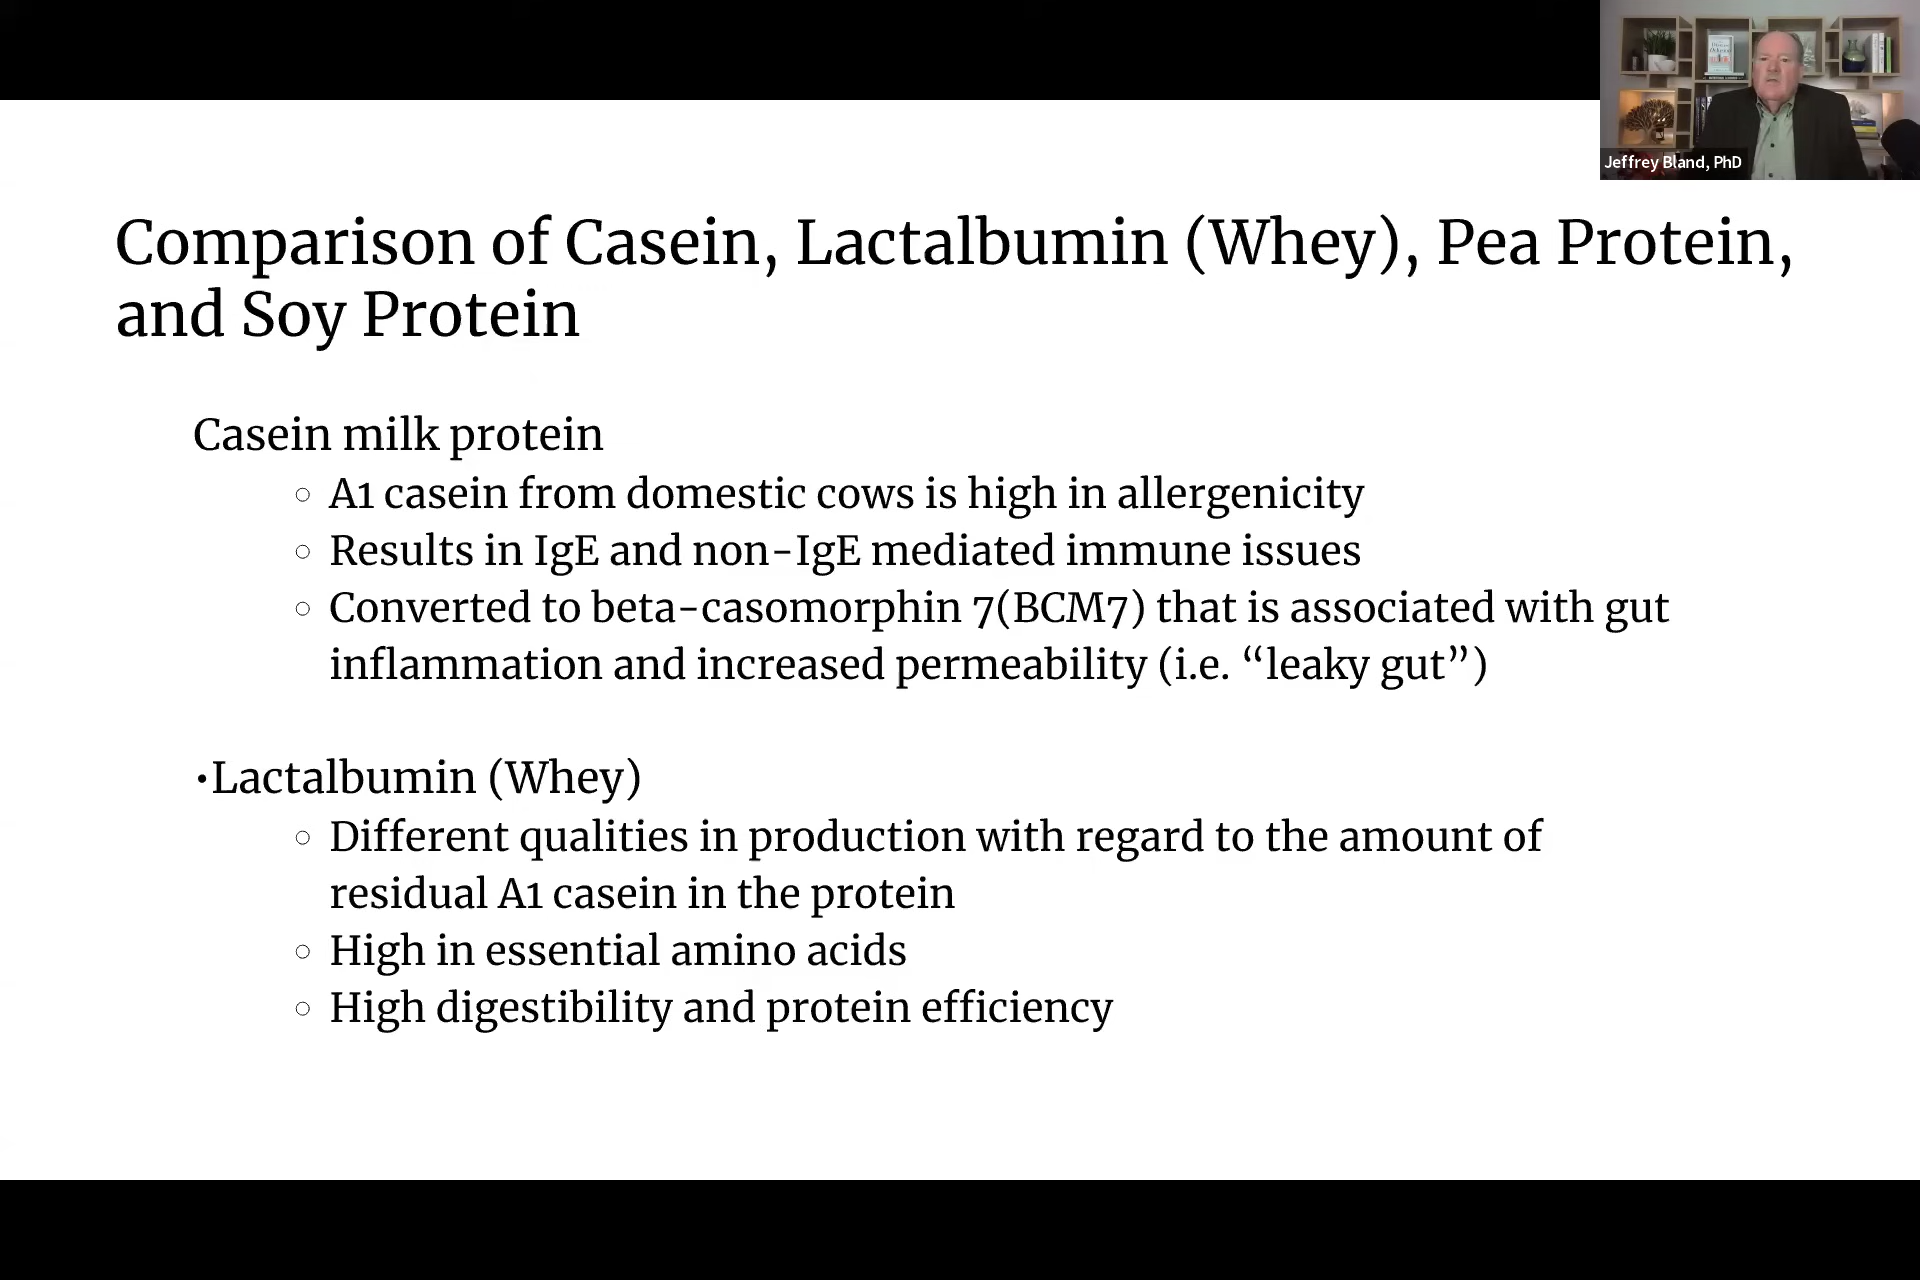 Jeffrey Bland, PhD
Comparison of Casein, Lactalbumin (Whey), Pea Protein,
and Soy Protein
Casein milk protein
○ A1 casein from domestic cows is high in allergenicity
○ Results in IgE and non-IgE mediated immune issues
○ Converted to beta-casomorphin 7(BCM7) that is associated with gut
inflammation and increased permeability (i.e. “leaky gut”)
•Lactalbumin (Whey)
○ Different qualities in production with regard to the amount of
residual A1 casein in the protein
○ High in essential amino acids
○ High digestibility and protein efficiency